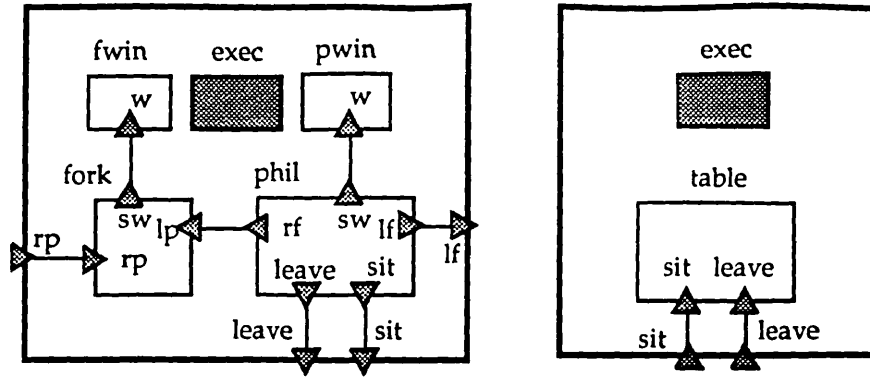 fwin exec pwin
w w
fork phil
sw lp rf sw lf
rp rp lf
leave sit
leave sit
exec
table
sit leave
sit leave